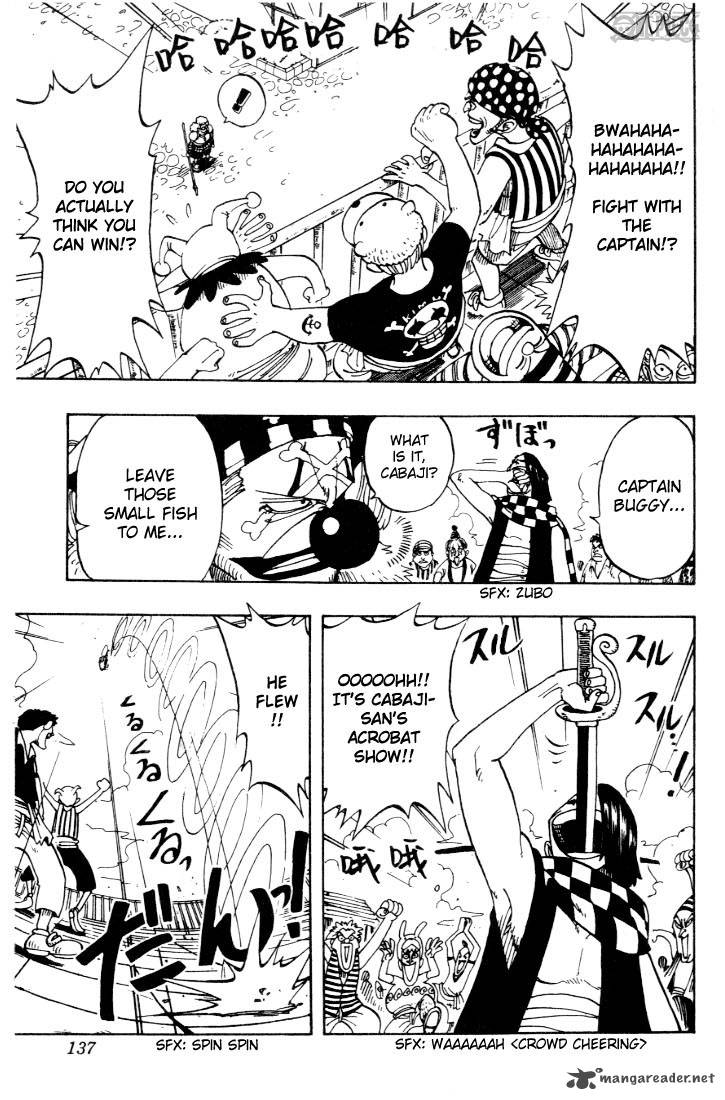 哈 哈 哈 哈 哈 哈 哈
!!
BWAHAHA-
HAHAHAHA-
HAHAHAHA!!
FIGHT WITH
THE
CAPTAIN!?
DO YOU
ACTUALLY
THINK YOU
CAN WIN!?
KIMI
CAPTAIN
BUGGY...
ずぼっ
SFX: ZUBO
WHAT
IS IT,
CABAJI?
LEAVE
THOSE
SMALL FISH
TO ME...
スル
スル
スル
!
OOOOOHH!!
IT'S CABAJI-
SAN'S
ACROBAT
SHOW!!
哦
哦
SFX: WAAAAAAH <CROWD CHEERING>
HE
FLEW
!!
くるくるくるっ
だんっ!
SFX: SPIN SPIN
137
mangareader.net